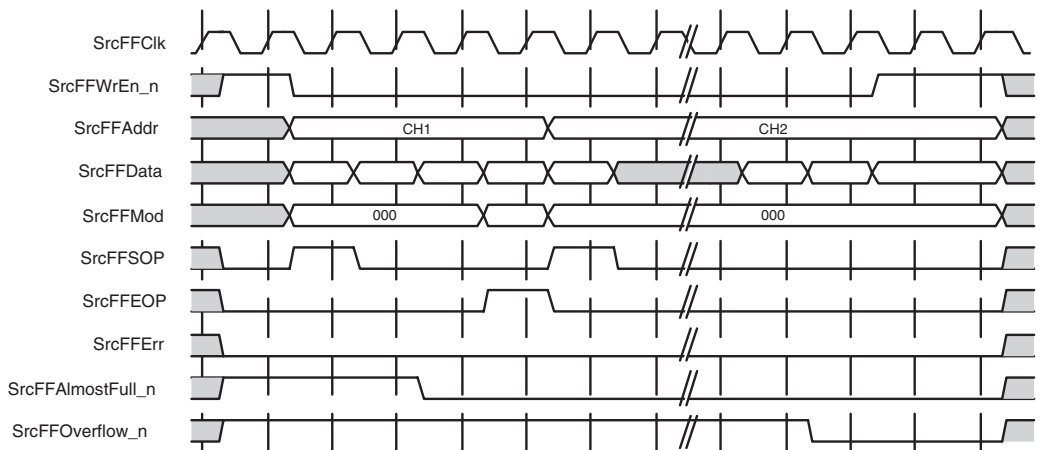 SrcFFClk
SrcFFWrEn_n
SrcFFAddr CH1 CH2
SrcFFData
SrcFFMod 000 000
SrcFFSOP
SrcFFEOP
SrcFFErr
SrcFFAlmostFull_n
SrcFFOverflow_n